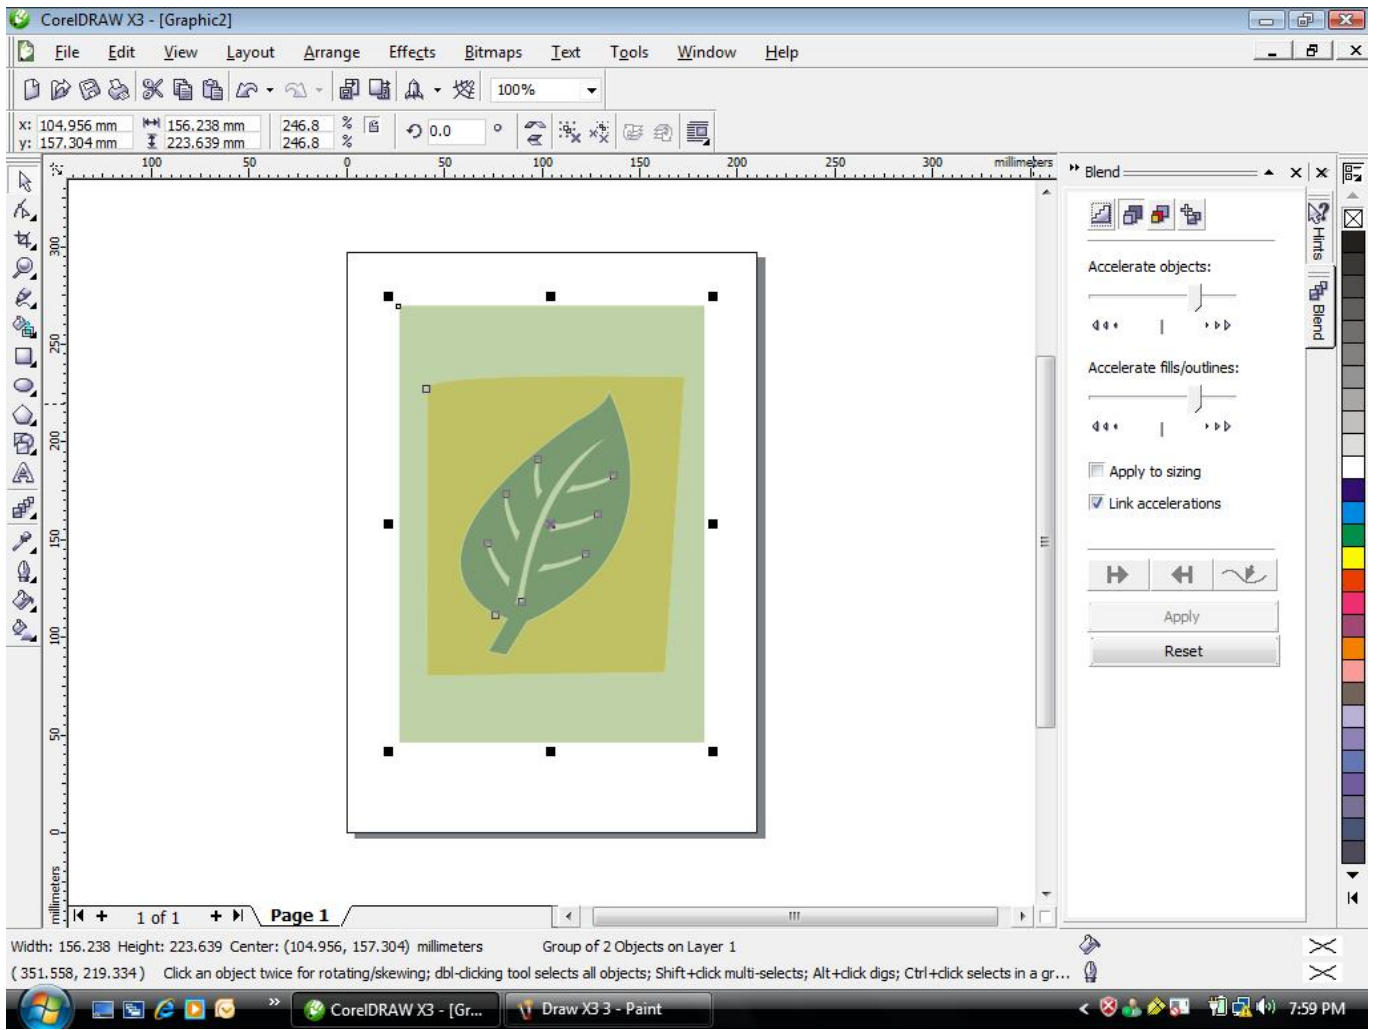 CorelDRAW X3 - [Graphic2]
File Edit View Layout Arrange Effects Bitmaps Text Tools Window Help
100%
x: 104.956 mm 156.238 mm 246.8 % 0.0 °
y: 157.304 mm 223.639 mm 246.8 %
100 50 0 50 100 150 200 250 300 millimeters
Blend
300
250
200
150
100
50
0
millimeters
Accelerate objects:
Accelerate fills/outlines:
Apply to sizing
Link accelerations
Apply
Reset
Hints
Blend
1 of 1 Page 1
Width: 156.238 Height: 223.639 Center: (104.956, 157.304) millimeters Group of 2 Objects on Layer 1
( 351.558, 219.334 ) Click an object twice for rotating/skewing; dbl-clicking tool selects all objects; Shift+click multi-selects; Alt+click digs; Ctrl+click selects in a gr...
CorelDRAW X3 - [Gr... Draw X3 3 - Paint 7:59 PM